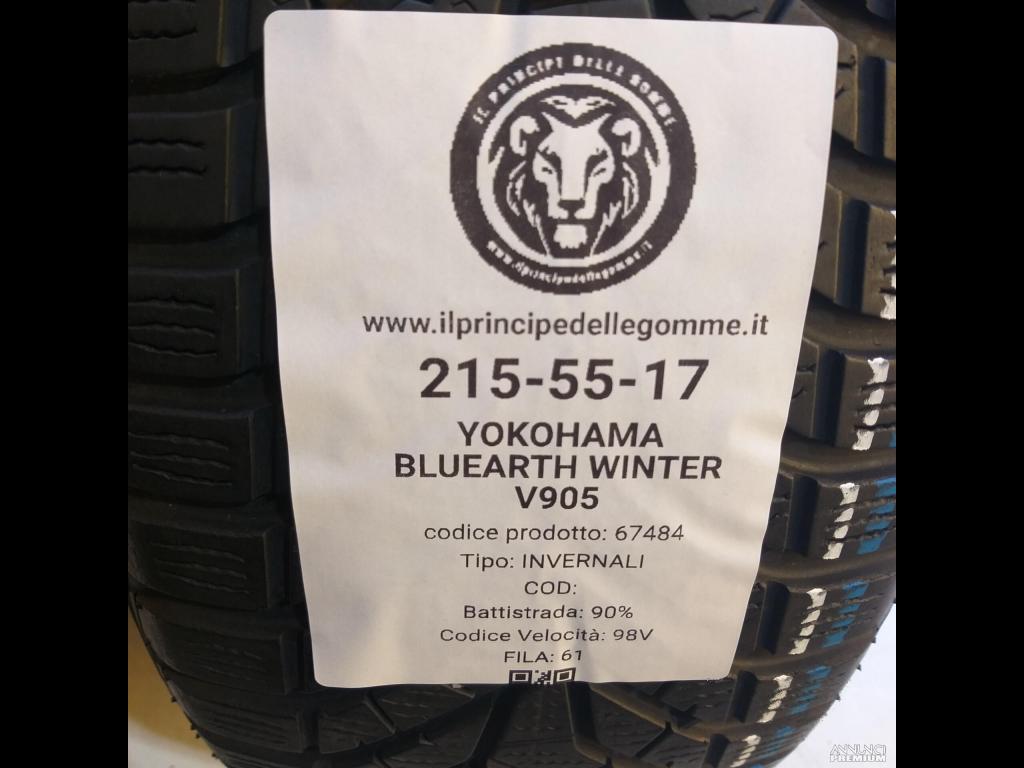 IL PRINCIPE DELLE GOMME
www.ilprincipedellegomme.it
www.ilprincipedellegomme.it
215-55-17
YOKOHAMA
BLUEARTH WINTER
V905
codice prodotto: 67484
Tipo: INVERNALI
COD:
Battistrada: 90%
Codice Velocità: 98V
FILA: 61
ANNUNCI
PREMIUM